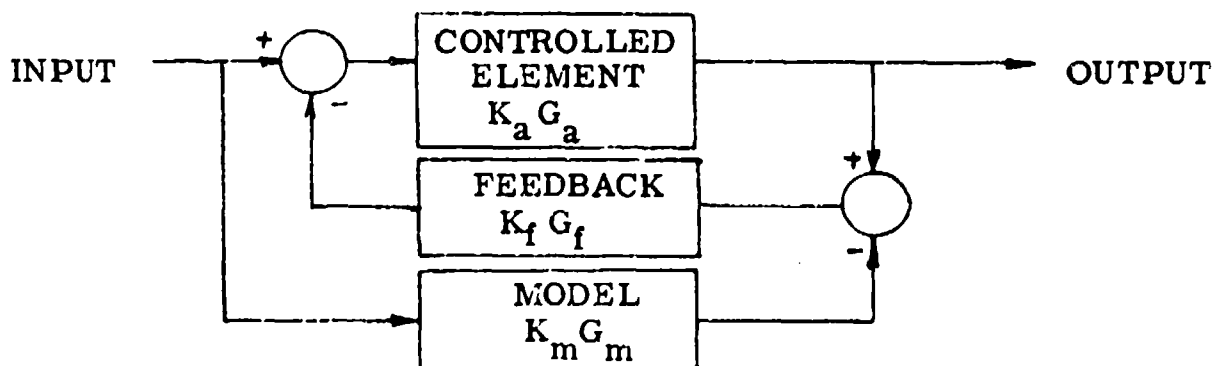 INPUT
+
-
CONTROLLED
ELEMENT
K_a G_a
OUTPUT
FEEDBACK
K_f G_f
+
-
MODEL
K_m G_m